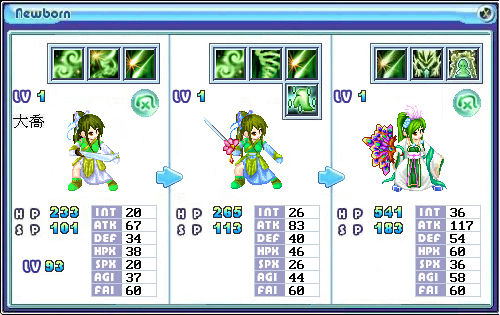 Newborn
LV 1
大喬
HP 233
SP 101
LV 93
INT 20
ATK 67
DEF 34
HPX 38
SPX 20
AGI 37
FAI 60
LV 1
HP 265
SP 113
INT 26
ATK 83
DEF 40
HPX 46
SPX 26
AGI 44
FAI 60
LV 1
HP 541
SP 183
INT 36
ATK 117
DEF 54
HPX 60
SPX 36
AGI 58
FAI 60